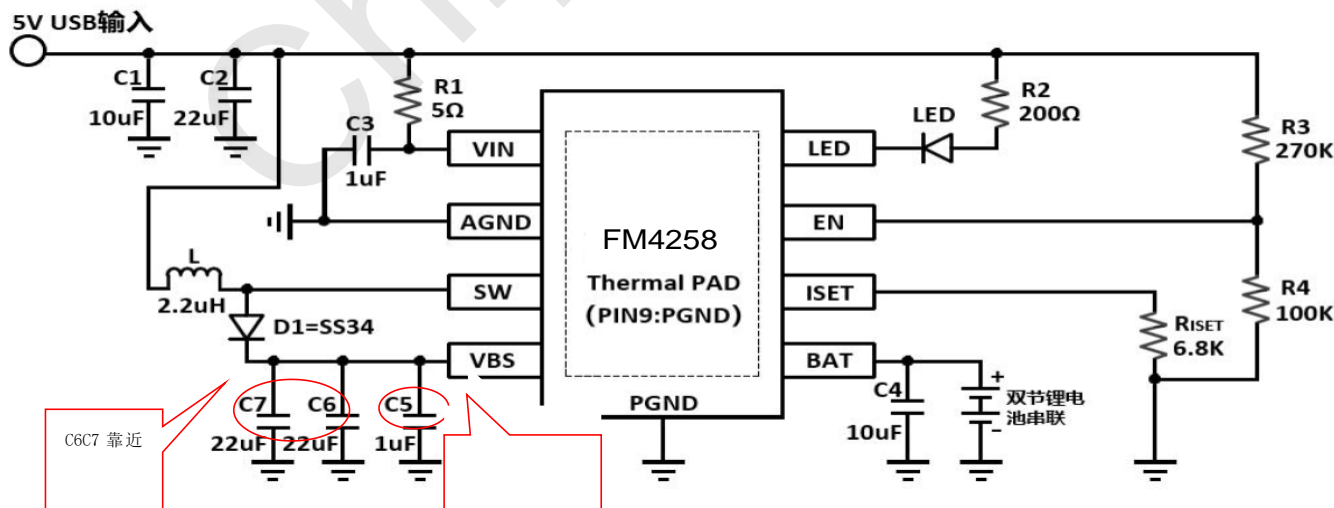 5V USB输入
C1
10uF
C2
22uF
R1
5Ω
C3
1uF
VIN
AGND
SW
VBS
L
2.2uH
D1=SS34
C7
22uF
C6
22uF
C5
1uF
C6C7 靠近
FM4258
Thermal PAD
(PIN9:PGND)
PGND
LED
EN
ISET
BAT
LED
R2
200Ω
R3
270K
R4
100K
RISET
6.8K
C4
10uF
+
双节锂电
池串联
−